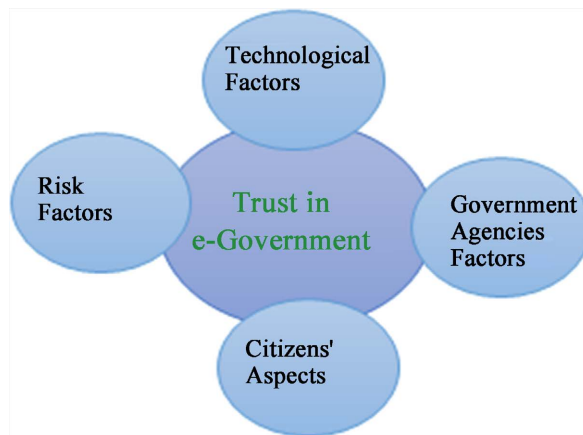 Technological
Factors
Risk
Factors
Trust in
e-Government
Government
Agencies
Factors
Citizens'
Aspects